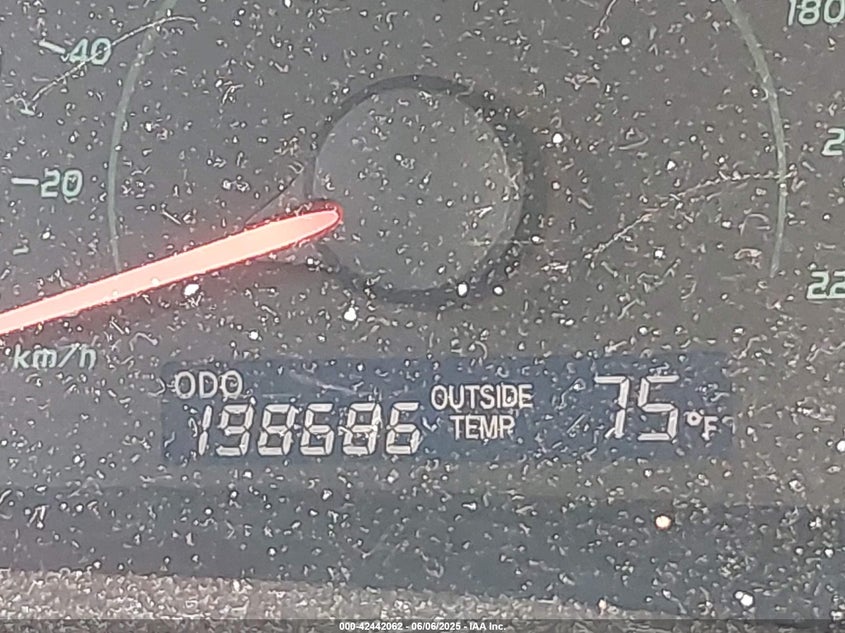 40
180
20
2
22
km/h
ODO
198686
OUTSIDE
TEMP
75°F
000-42442062 - 06/06/2025 - IAA Inc.